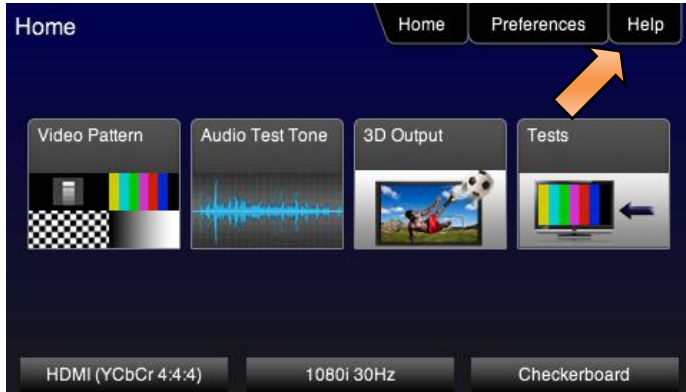 Home
Home
Preferences
Help
Video Pattern
Audio Test Tone
3D Output
Tests
HDMI (YCbCr 4:4:4)
1080i 30Hz
Checkerboard